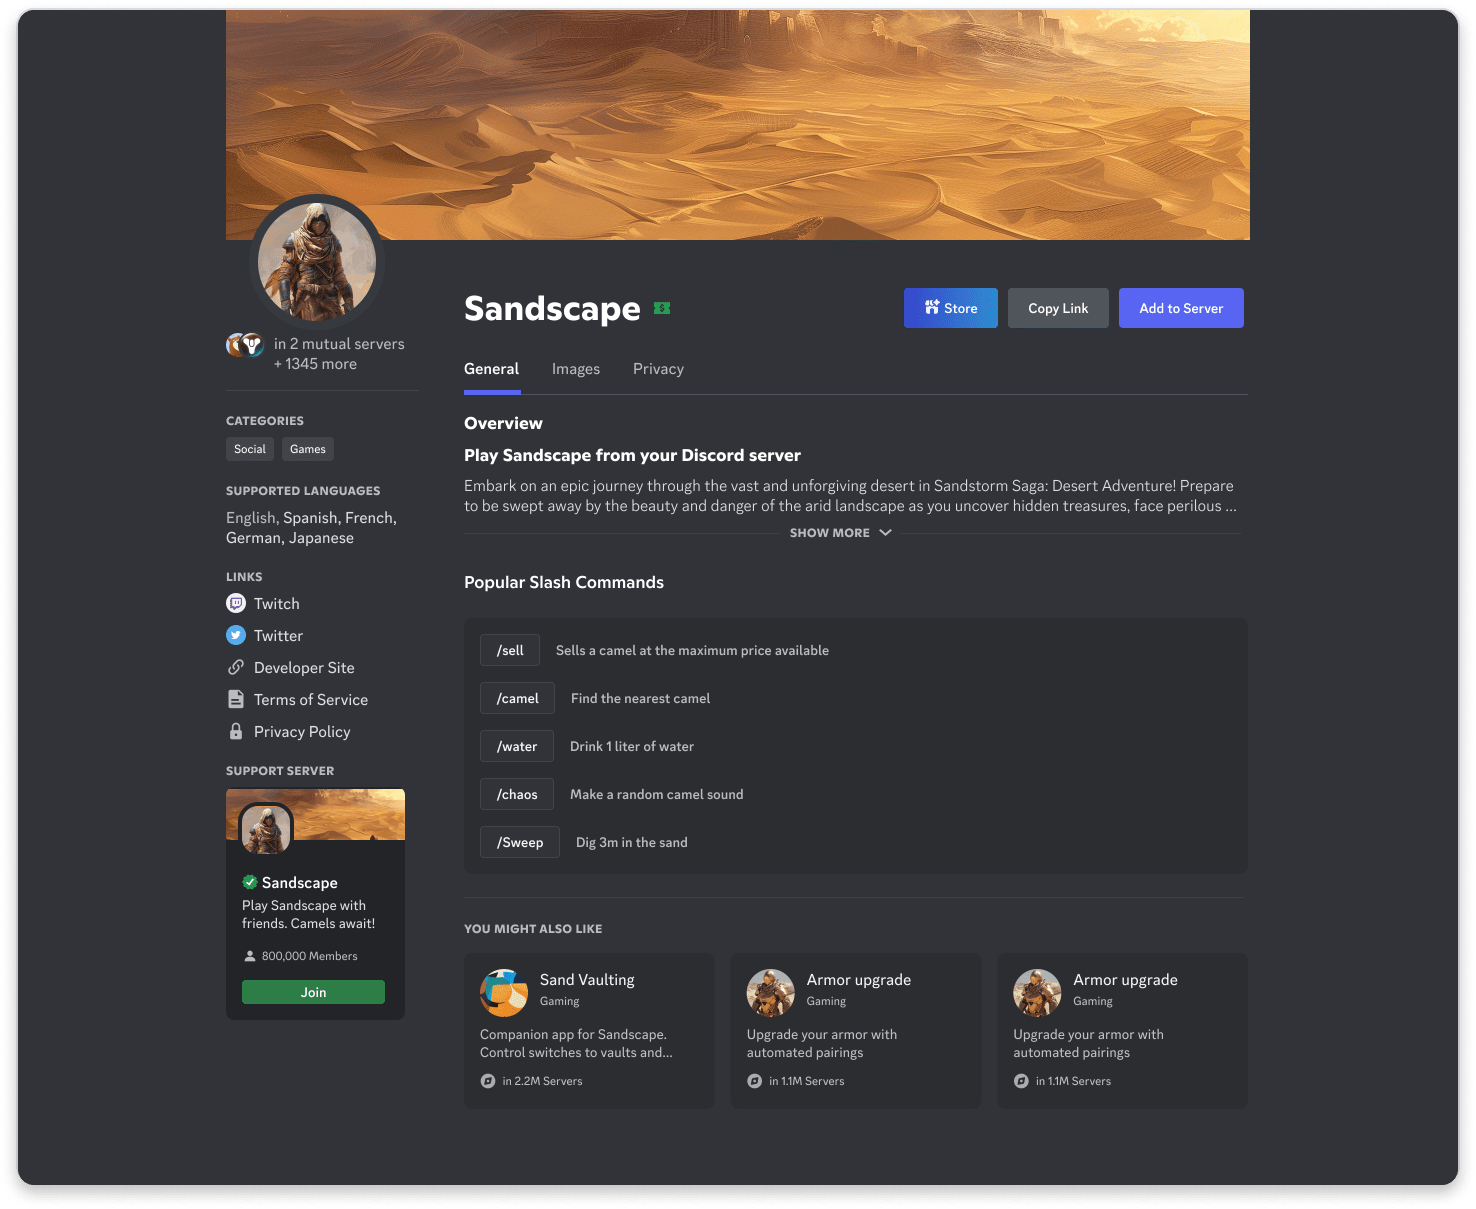 Sandscape
Store
Copy Link
Add to Server
in 2 mutual servers
+ 1345 more
General
Images
Privacy
CATEGORIES
Social
Games
SUPPORTED LANGUAGES
English, Spanish, French,
German, Japanese
LINKS
Twitch
Twitter
Developer Site
Terms of Service
Privacy Policy
SUPPORT SERVER
Sandscape
Play Sandscape with
friends. Camels await!
800,000 Members
Join
Overview
Play Sandscape from your Discord server
Embark on an epic journey through the vast and unforgiving desert in Sandstorm Saga: Desert Adventure! Prepare
to be swept away by the beauty and danger of the arid landscape as you uncover hidden treasures, face perilous ...
SHOW MORE
Popular Slash Commands
/sell Sells a camel at the maximum price available
/camel Find the nearest camel
/water Drink 1 liter of water
/chaos Make a random camel sound
/Sweep Dig 3m in the sand
YOU MIGHT ALSO LIKE
Sand Vaulting
Gaming
Companion app for Sandscape.
Control switches to vaults and...
in 2.2M Servers
Armor upgrade
Gaming
Upgrade your armor with
automated pairings
in 1.1M Servers
Armor upgrade
Gaming
Upgrade your armor with
automated pairings
in 1.1M Servers